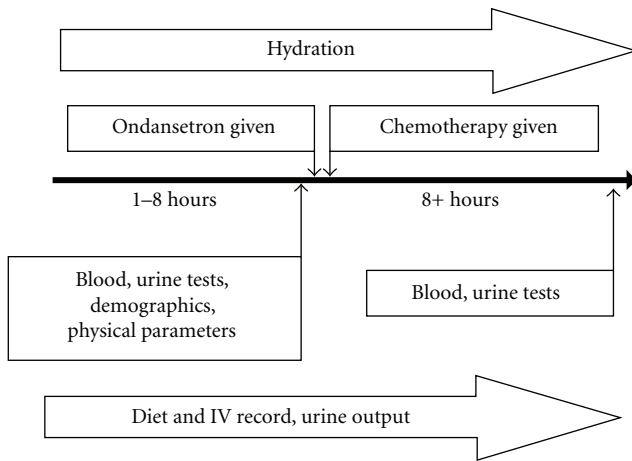 Hydration
Ondansetron given
Chemotherapy given
1–8 hours
8+ hours
Blood, urine tests,
demographics,
physical parameters
Blood, urine tests
Diet and IV record, urine output